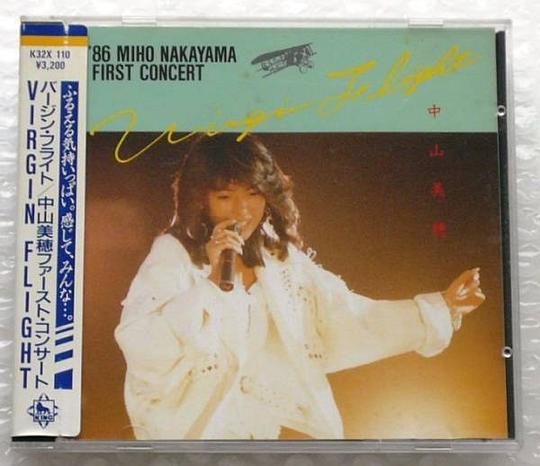 K32X 110
¥3,200
バージン・フライト/中山美穂ファースト・コンサート
VIRGIN FLIGHT
ふるえる気持いっぱい。感じて、みんな…。
KING
'86 MIHO NAKAYAMA
FIRST CONCERT
Virgin Flight
中山美穂